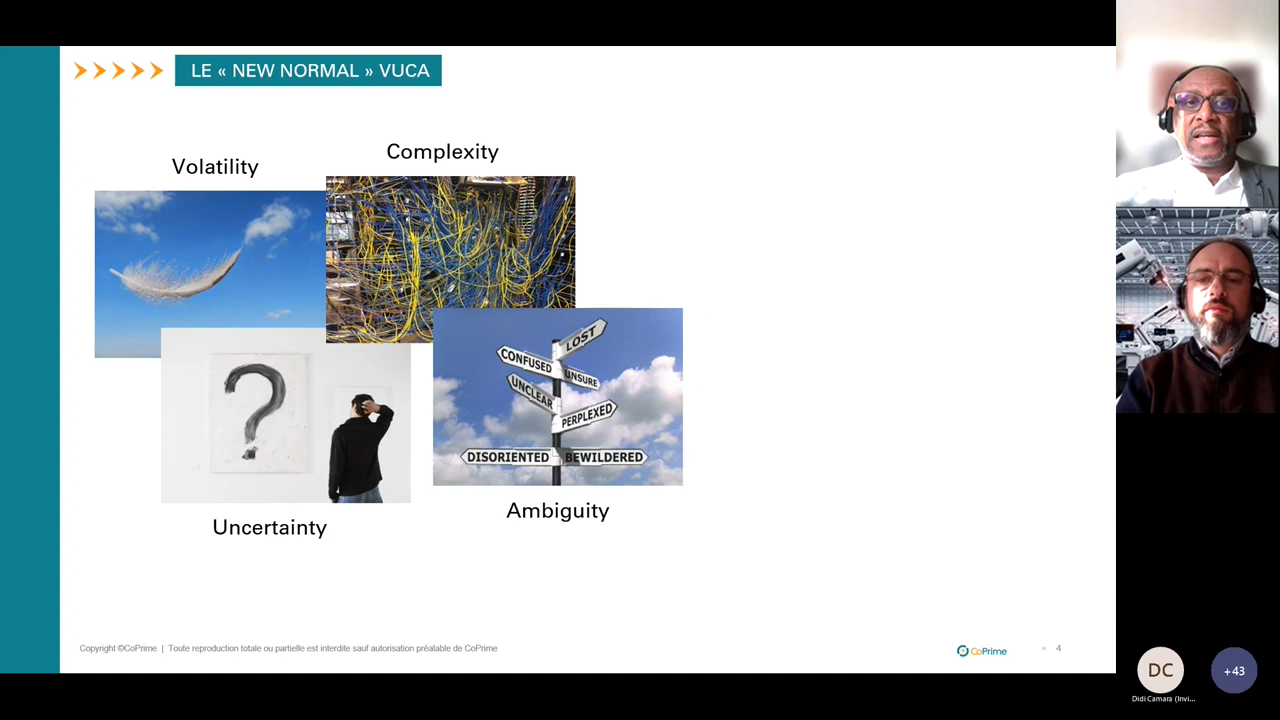 LE « NEW NORMAL » VUCA
Volatility
Complexity
LOST
CONFUSED
UNSURE
UNCLEAR
PERPLEXED
DISORIENTED BEWILDERED
?
Uncertainty
Ambiguity
Copyright ©CoPrime | Toute reproduction totale ou partielle est interdite sauf autorisation préalable de CoPrime
CoPrime
4
DC
+43
Didi Camara (Invi...